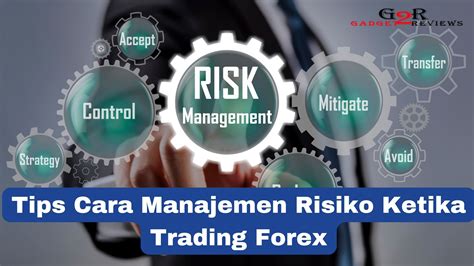 G2R
GADGET REVIEWS
Accept
Transfer
RISK
Management
Control
Mitigate
Strategy
Avoid
Tips Cara Manajemen Risiko Ketika
Trading Forex